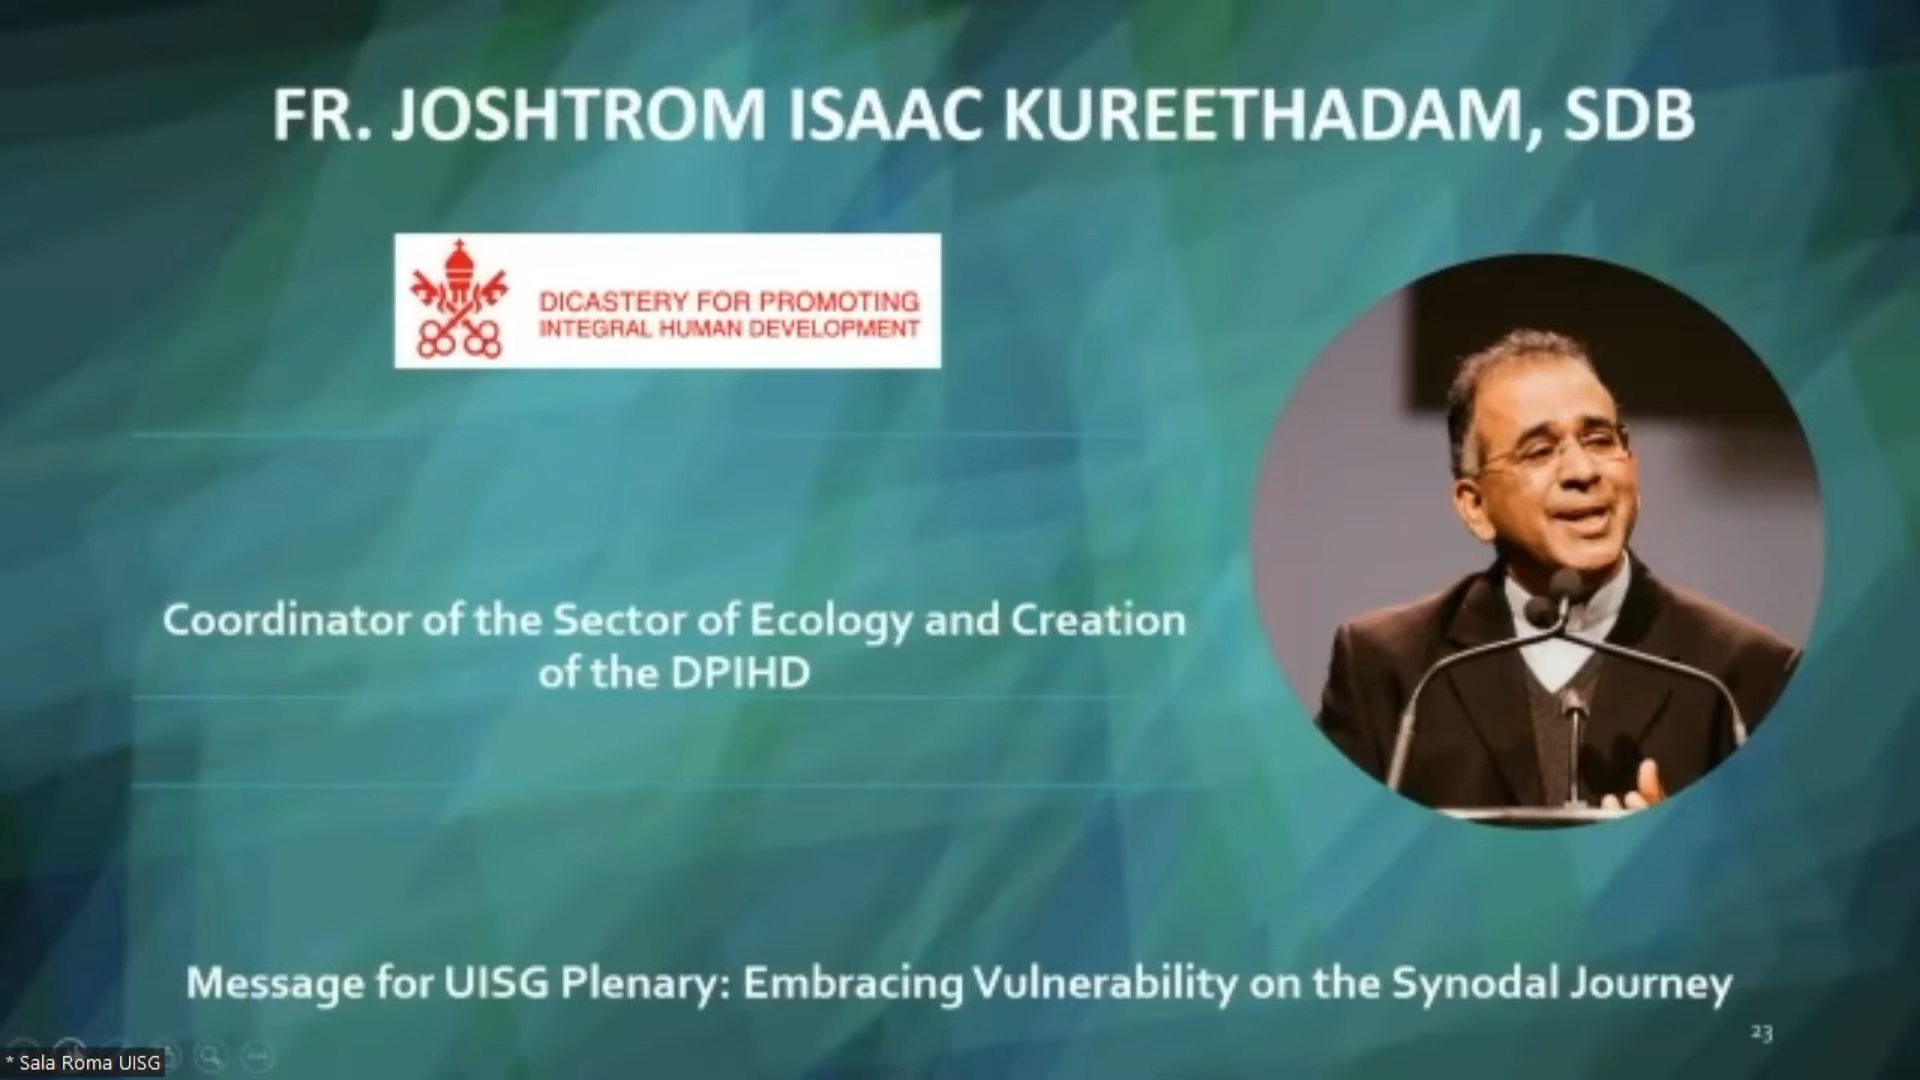 FR. JOSHTROM ISAAC KUREETHADAM, SDB
DICASTERY FOR PROMOTING
INTEGRAL HUMAN DEVELOPMENT
Coordinator of the Sector of Ecology and Creation
of the DPIHD
Message for UISG Plenary: Embracing Vulnerability on the Synodal Journey
23
* Sala Roma UISG